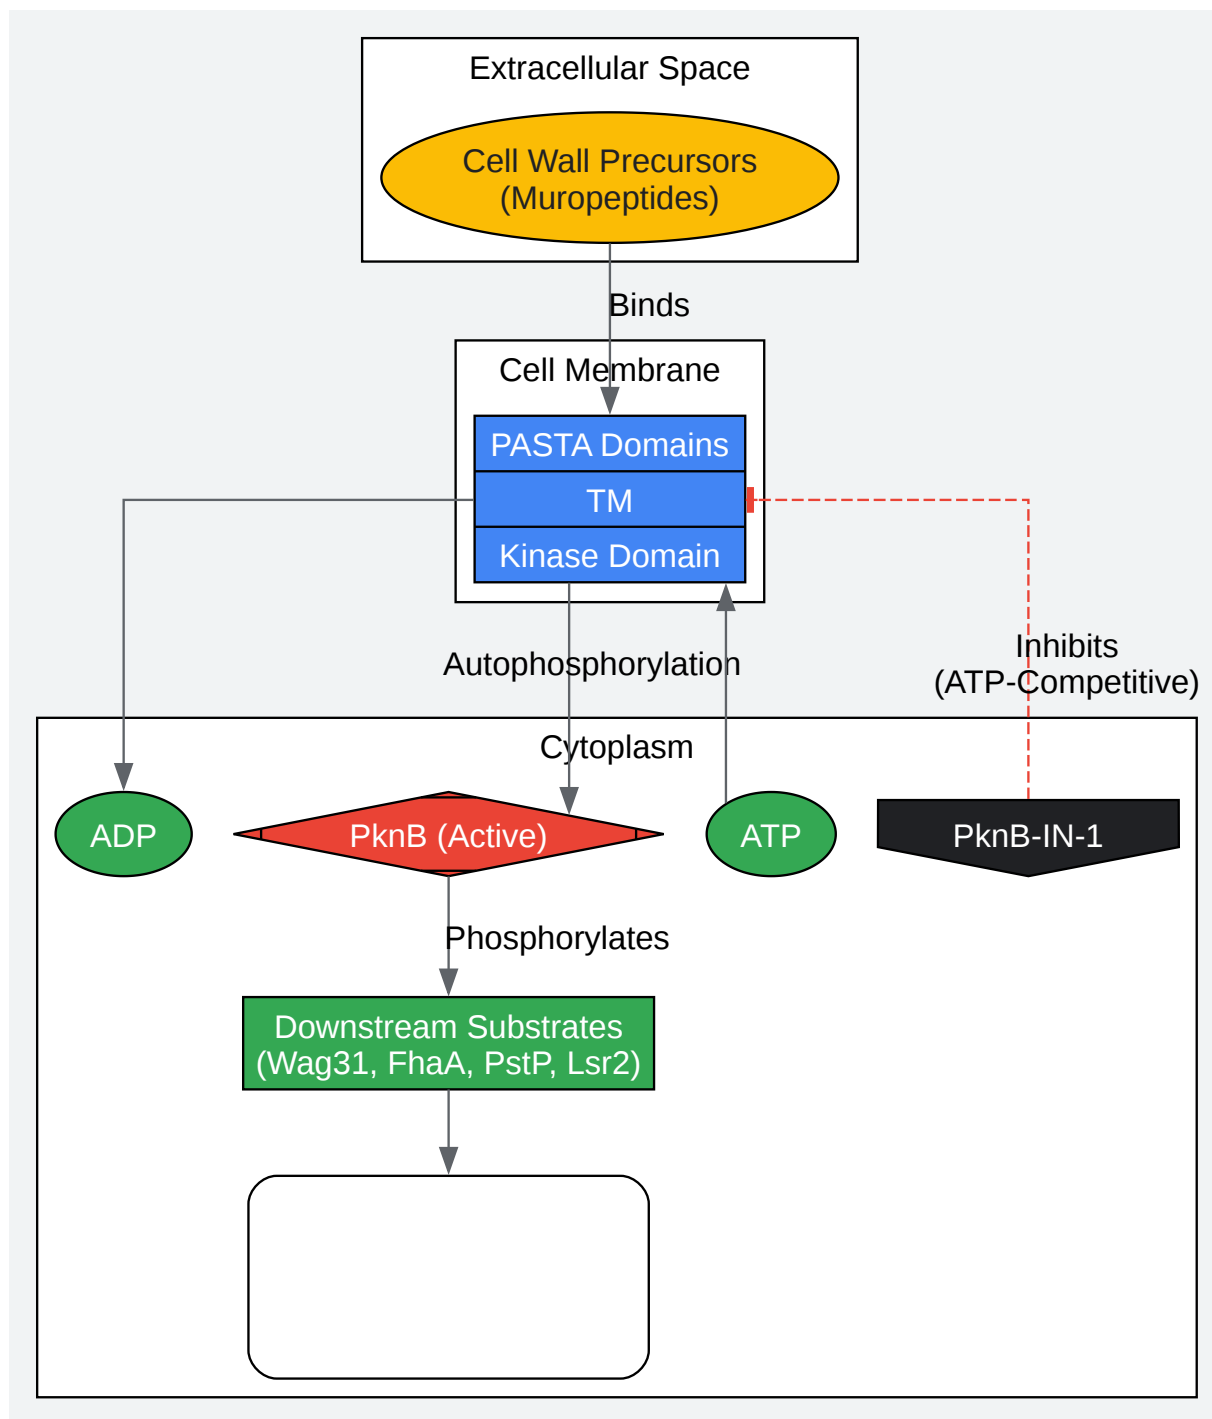 Extracellular Space
Cell Wall Precursors
(Muropeptides)
Binds
Cell Membrane
PASTA Domains
TM
Kinase Domain
Autophosphorylation
Inhibits
(ATP-Competitive)
Cytoplasm
ADP
PknB (Active)
ATP
PknB-IN-1
Phosphorylates
Downstream Substrates
(Wag31, FhaA, PstP, Lsr2)